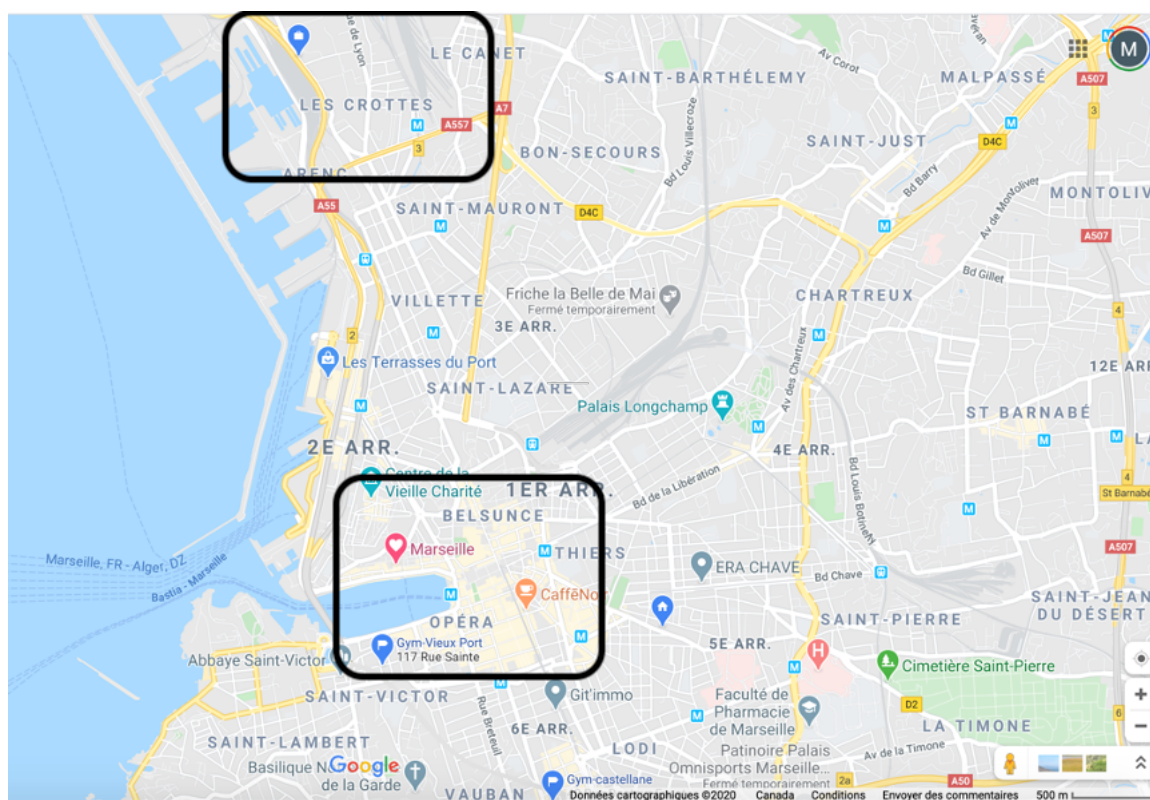 LE CANET
Av Corot
SAINT-BARTHÉLEMY
MALPASSÉ
M
A507
LES CROTTES
A7
3
M
A557
M
3
Bd Louis Villecroze
SAINT-JUST
D4C
BON-SECOURS
Bd Barry
ARENC
MONTOLIV
A55
SAINT-MAURONT
D4C
Av de Montolivet
M
M
A507
Bd Gillet
VILLETTE
Friche la Belle de Mai
Fermé temporairement
CHARTREUX
3E ARR.
4
2
M
M
Les Terrasses du Port
12E ARR
SAINT-LAZARE
Av des Chartreux
Palais Longchamp
M
ST BARNABÉ
M
M
M
2E ARR.
4E ARR.
Centre de la
Vieille Charité
1ER ARR.
Bd de la Libération
4
St Barnabé
BELSUNCE
Bd Louis Botinelly
M
Marseille
M
THIERS
A507
Marseille, FR - Alger, DZ
Bastia - Marseille
ERA CHAVE
Bd Chave
M
CafféNoir
SAINT-JEAN
DU DÉSERT
OPÉRA
SAINT-PIERRE
Gym-Vieux Port
117 Rue Sainte
M
5E ARR.
H
Abbaye Saint-Victor
M
Cimetière Saint-Pierre
SAINT-VICTOR
M
Git'immo
Faculté de
Pharmacie
de Marseille
D2
Rue Breteuil
6E ARR.
M
LA TIMONE
6
SAINT-LAMBERT
LODI
Av de la Timone
Patinoire Palais
Omnisports Marseille...
Fermé temporairement
Google
de la Garde
Gym-castellane
2a
A50
VAUBAN
Données cartographiques ©2020 Canada Conditions Envoyer des commentaires 500 m